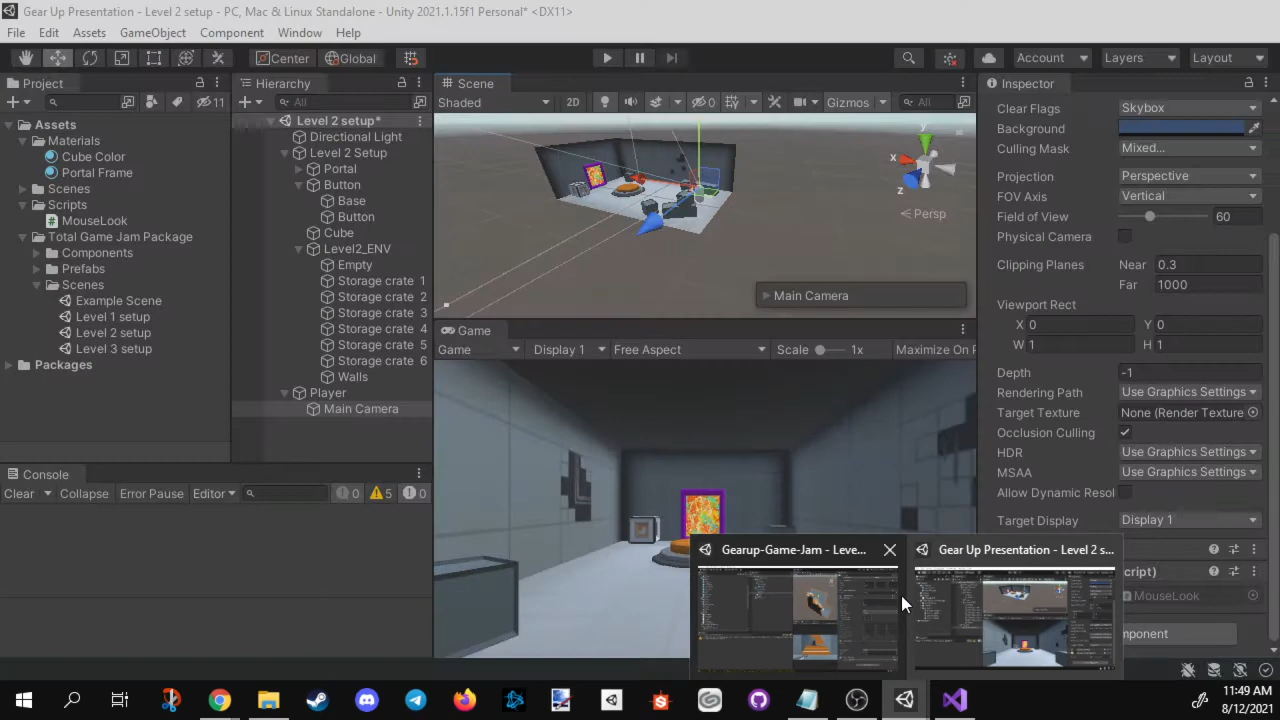 Gear Up Presentation - Level 2 setup - PC, Mac & Linux Standalone - Unity 2021.1.15f1 Personal* <DX11>
File Edit Assets GameObject Component Window Help
Center Global Account Layers Layout
Project
11
Assets
Materials
Cube Color
Portal Frame
Scenes
Scripts
MouseLook
Total Game Jam Package
Components
Prefabs
Scenes
Example Scene
Level 1 setup
Level 2 setup
Level 3 setup
Packages
Hierarchy
All
Level 2 setup*
Directional Light
Level 2 Setup
Portal
Button
Base
Button
Cube
Level2_ENV
Empty
Storage crate 1
Storage crate 2
Storage crate 3
Storage crate 4
Storage crate 5
Storage crate 6
Walls
Player
Main Camera
Scene
Shaded 2D 0 Gizmos All
y
x
z
Persp
Main Camera
Game
Game Display 1 Free Aspect Scale 1x Maximize On P
Inspector
Clear Flags Skybox
Background
Culling Mask Mixed...
Projection Perspective
FOV Axis Vertical
Field of View 60
Physical Camera
Clipping Planes Near 0.3
Far 1000
Viewport Rect
X 0 Y 0
W 1 H 1
Depth -1
Rendering Path Use Graphics Settings
Target Texture None (Render Texture
Occlusion Culling
HDR Use Graphics Settings
MSAA Use Graphics Settings
Allow Dynamic Resol
Target Display Display 1
cript)
MouseLook
mponent
Console
Clear Collapse Error Pause Editor 0 5 0
Gearup-Game-Jam - Leve...
Gear Up Presentation - Level 2 s...
11:49 AM
8/12/2021